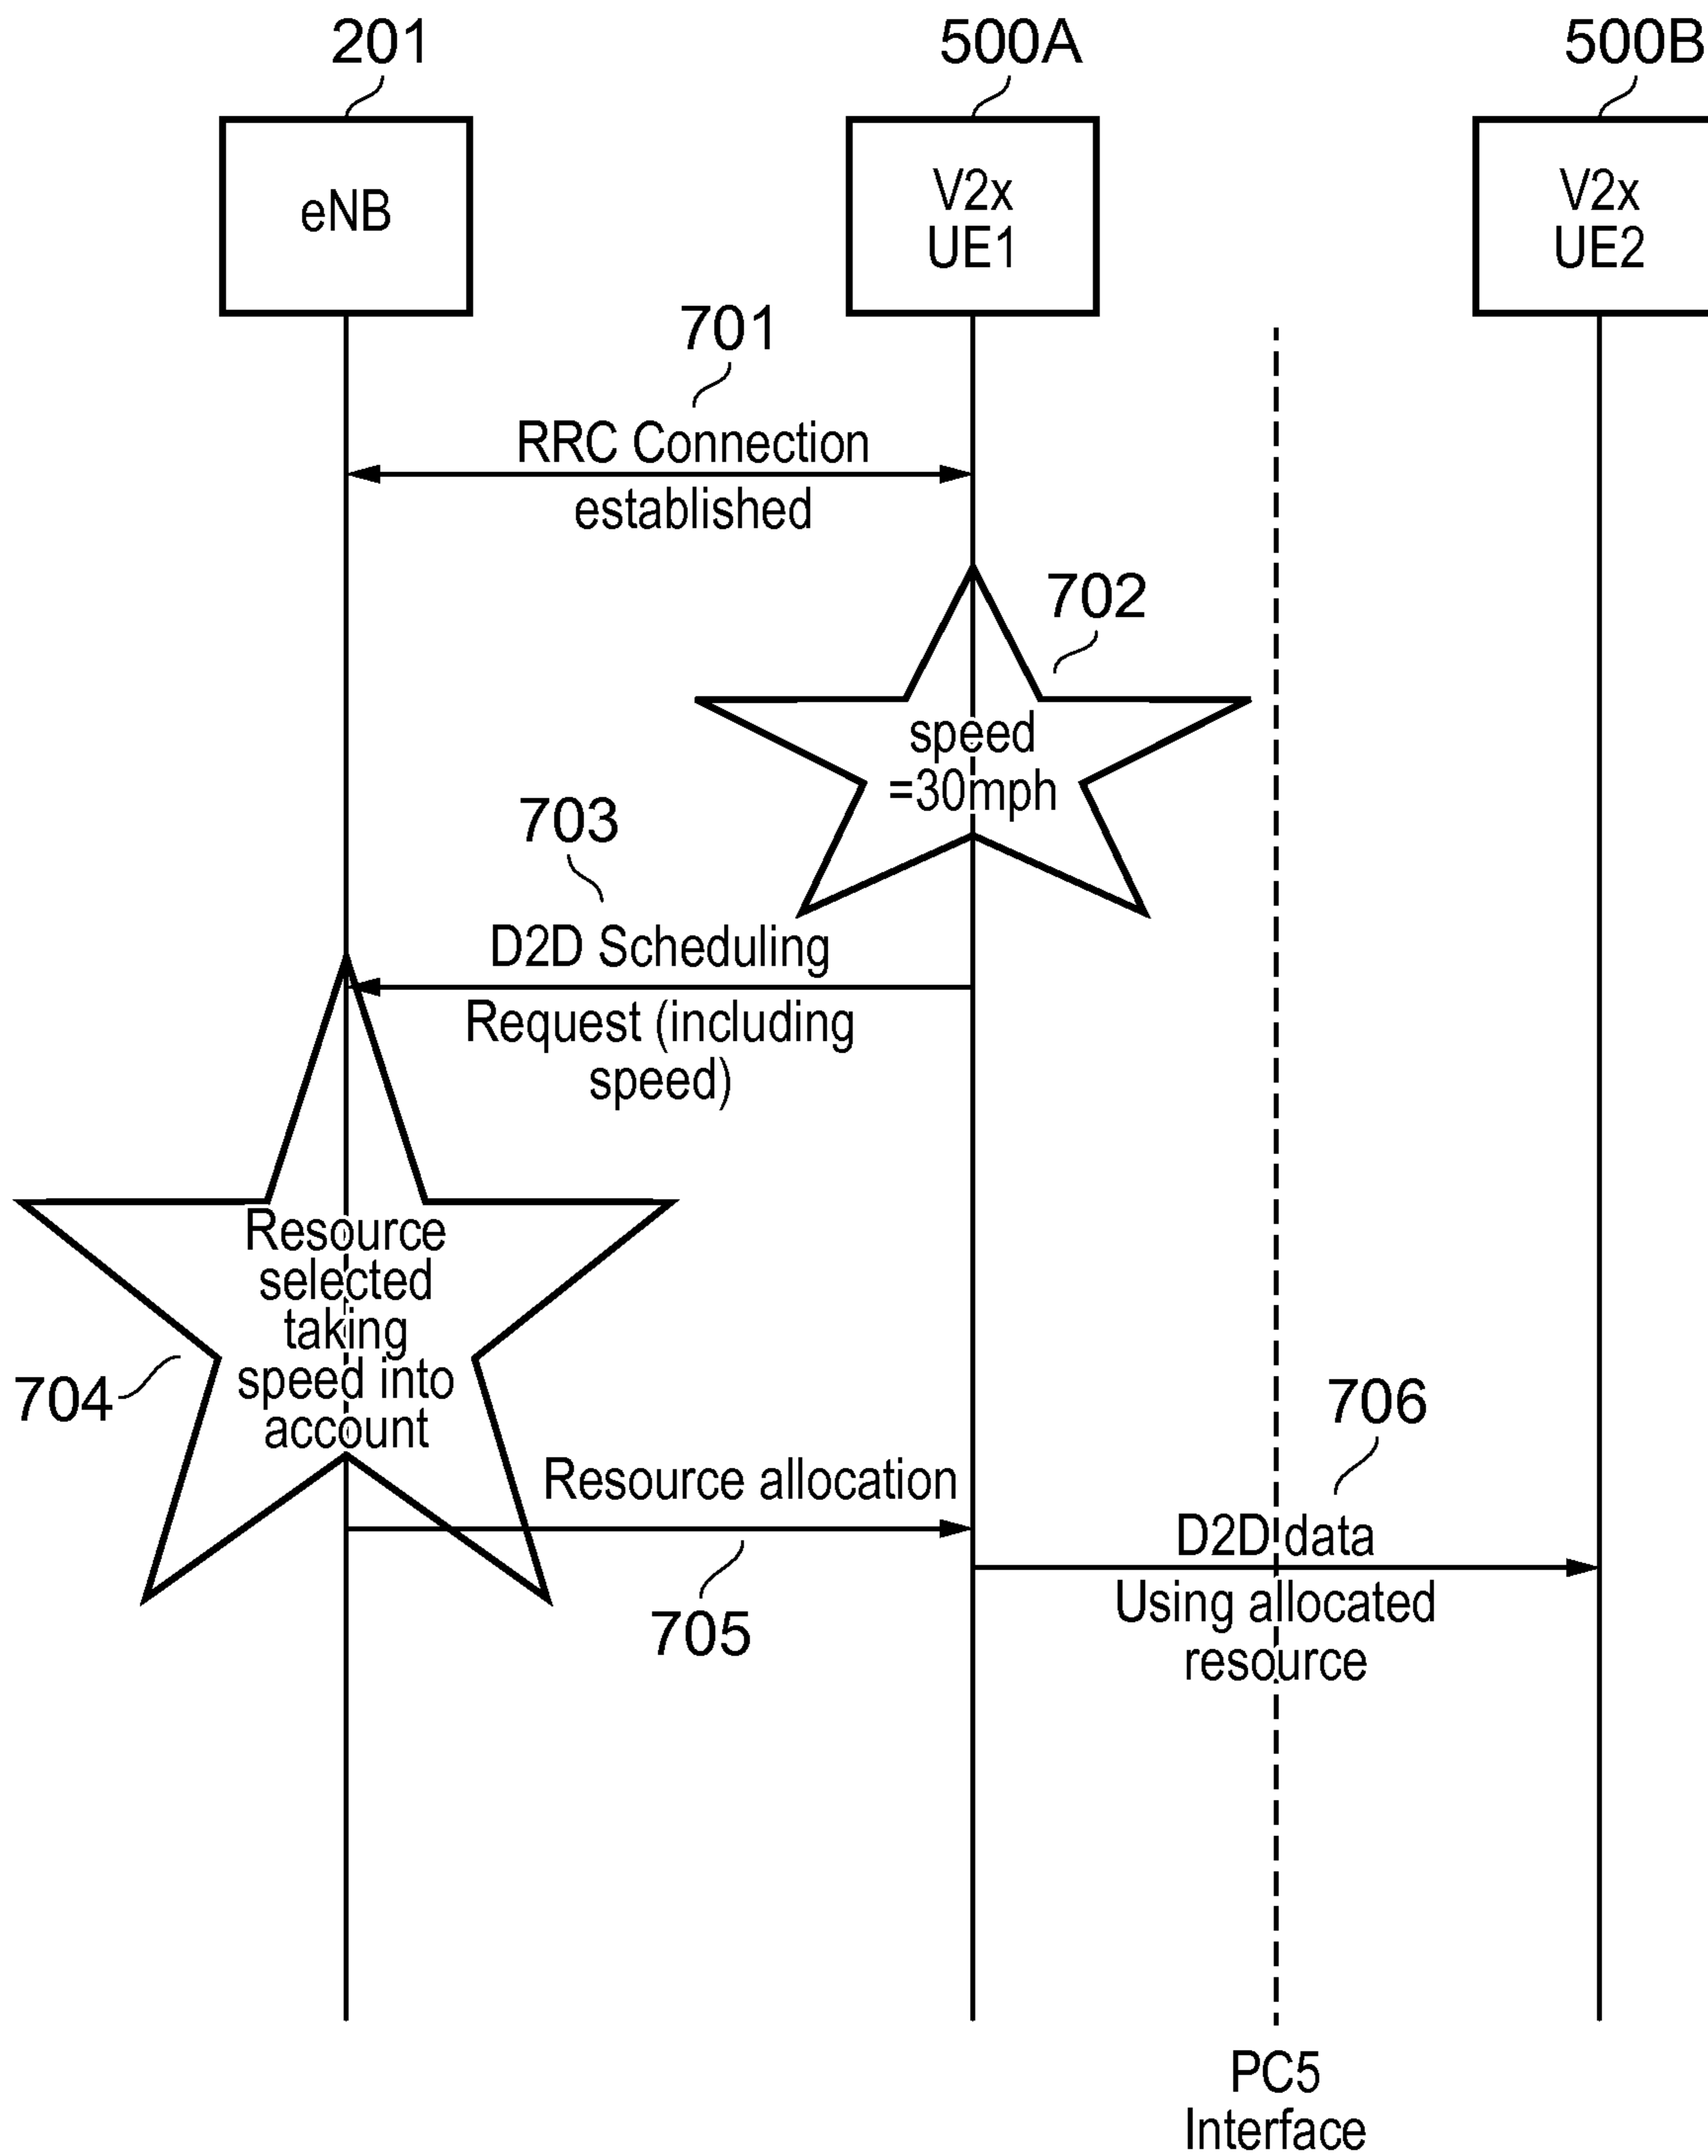 201
500A
500B
eNB
V2x
UE1
V2x
UE2
701
RRC Connection
established
702
speed
=30mph
703
D2D Scheduling
Request (including
speed)
Resource
selected
taking
speed into
account
704
Resource allocation
705
706
D2D data
Using allocated
resource
PC5
Interface